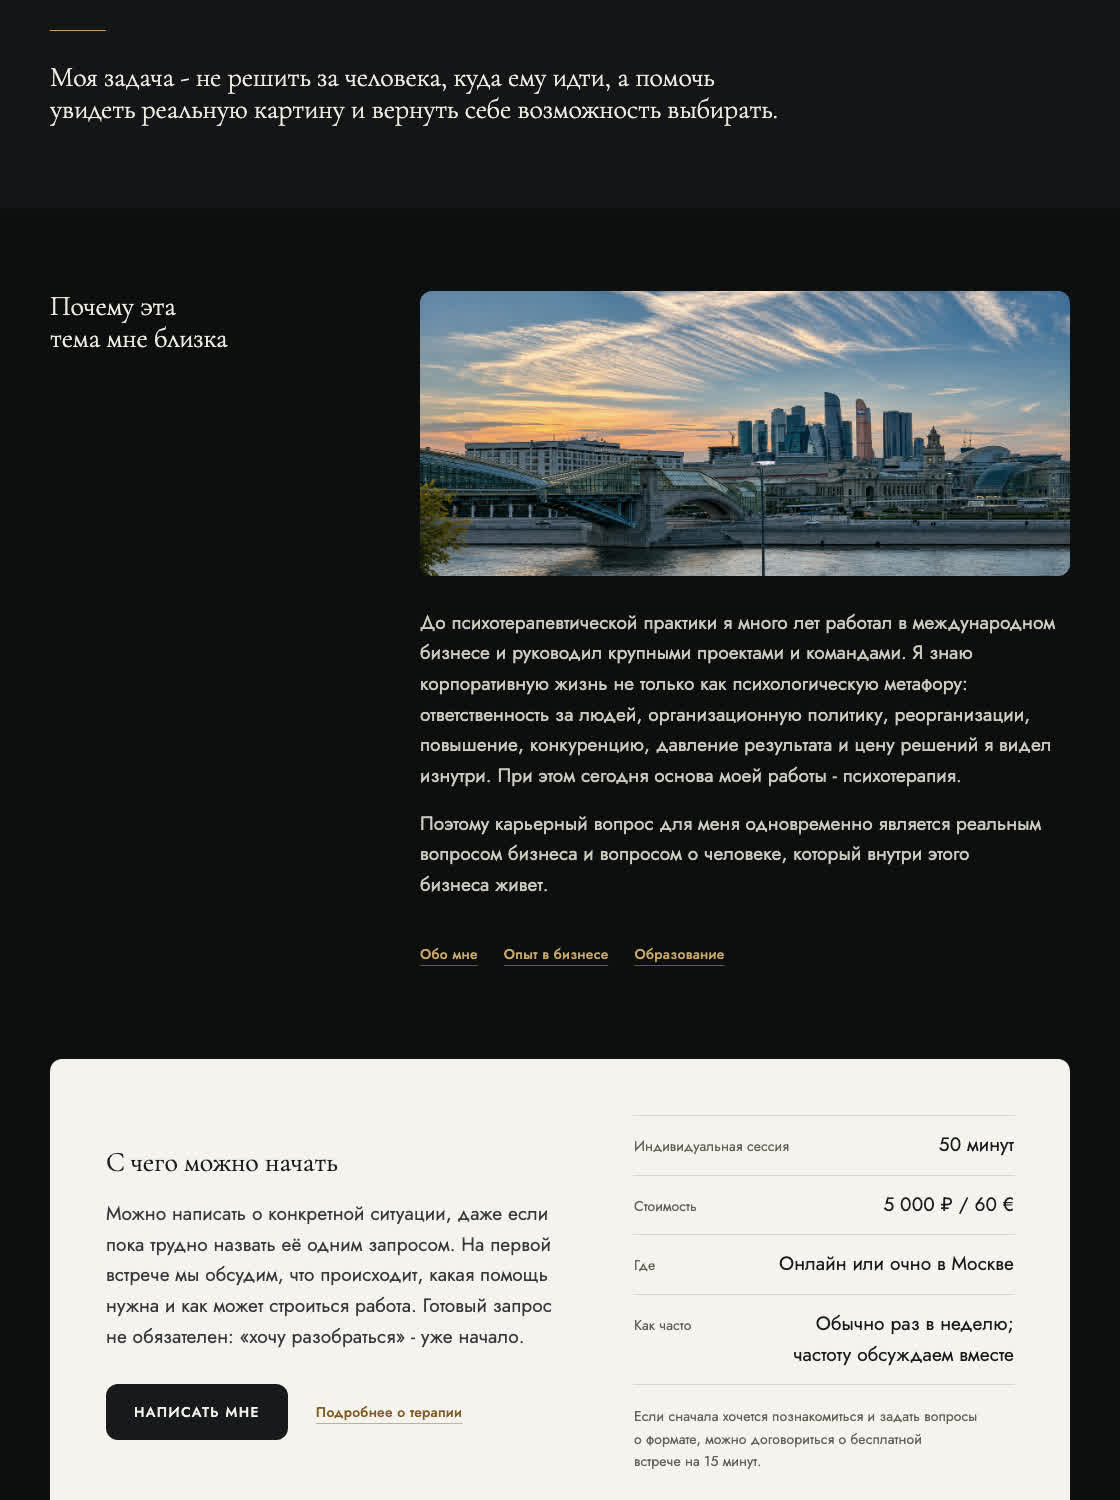 Моя задача - не решить за человека, куда ему идти, а помочь
увидеть реальную картину и вернуть себе возможность выбирать.
Почему эта
тема мне близка
До психотерапевтической практики я много лет работал в международном
бизнесе и руководил крупными проектами и командами. Я знаю
корпоративную жизнь не только как психологическую метафору:
ответственность за людей, организационную политику, реорганизации,
повышение, конкуренцию, давление результата и цену решений я видел
изнутри. При этом сегодня основа моей работы - психотерапия.
Поэтому карьерный вопрос для меня одновременно является реальным
вопросом бизнеса и вопросом о человеке, который внутри этого
бизнеса живет.
Обо мне Опыт в бизнесе Образование
С чего можно начать
Можно написать о конкретной ситуации, даже если
пока трудно назвать её одним запросом. На первой
встрече мы обсудим, что происходит, какая помощь
нужна и как может строиться работа. Готовый запрос
не обязателен: «хочу разобраться» - уже начало.
НАПИСАТЬ МНЕ Подробнее о терапии
Индивидуальная сессия 50 минут
Стоимость 5 000 ₽ / 60 €
Где Онлайн или очно в Москве
Как часто Обычно раз в неделю;
частоту обсуждаем вместе
Если сначала хочется познакомиться и задать вопросы
о формате, можно договориться о бесплатной
встрече на 15 минут.